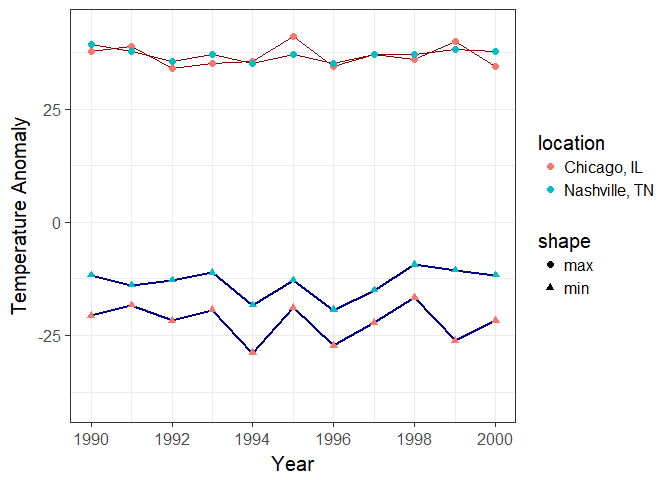 25
0
-25
Temperature Anomaly
1990 1992 1994 1996 1998 2000
Year
location
Chicago, IL
Nashville, TN
shape
max
min